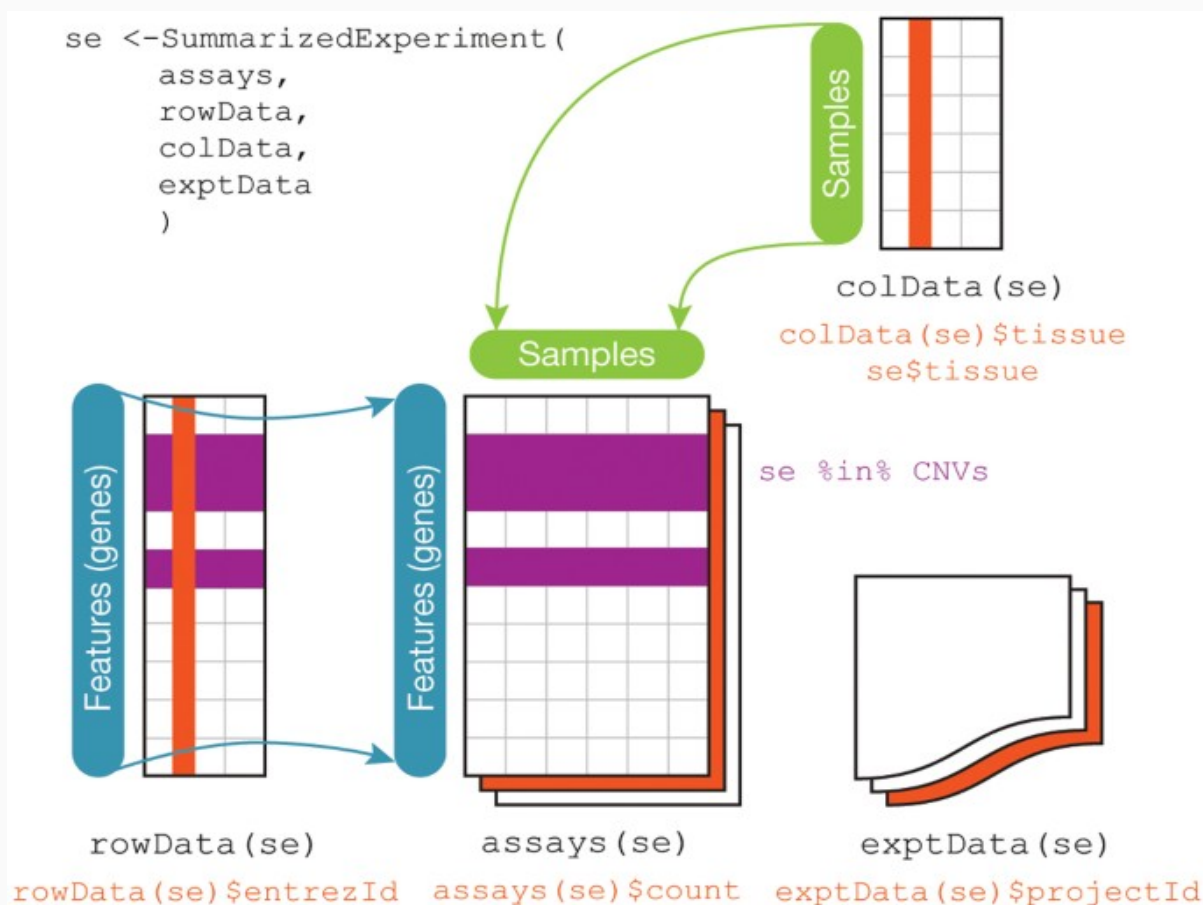 se <-SummarizedExperiment(
assays,
rowData,
colData,
exptData
)
Samples
colData(se)
colData(se)$tissue
se$tissue
Samples
Features (genes)
Features (genes)
se %in% CNVs
rowData(se)
assays(se)
exptData(se)
rowData(se)$entrezId
assays(se)$count
exptData(se)$projectId